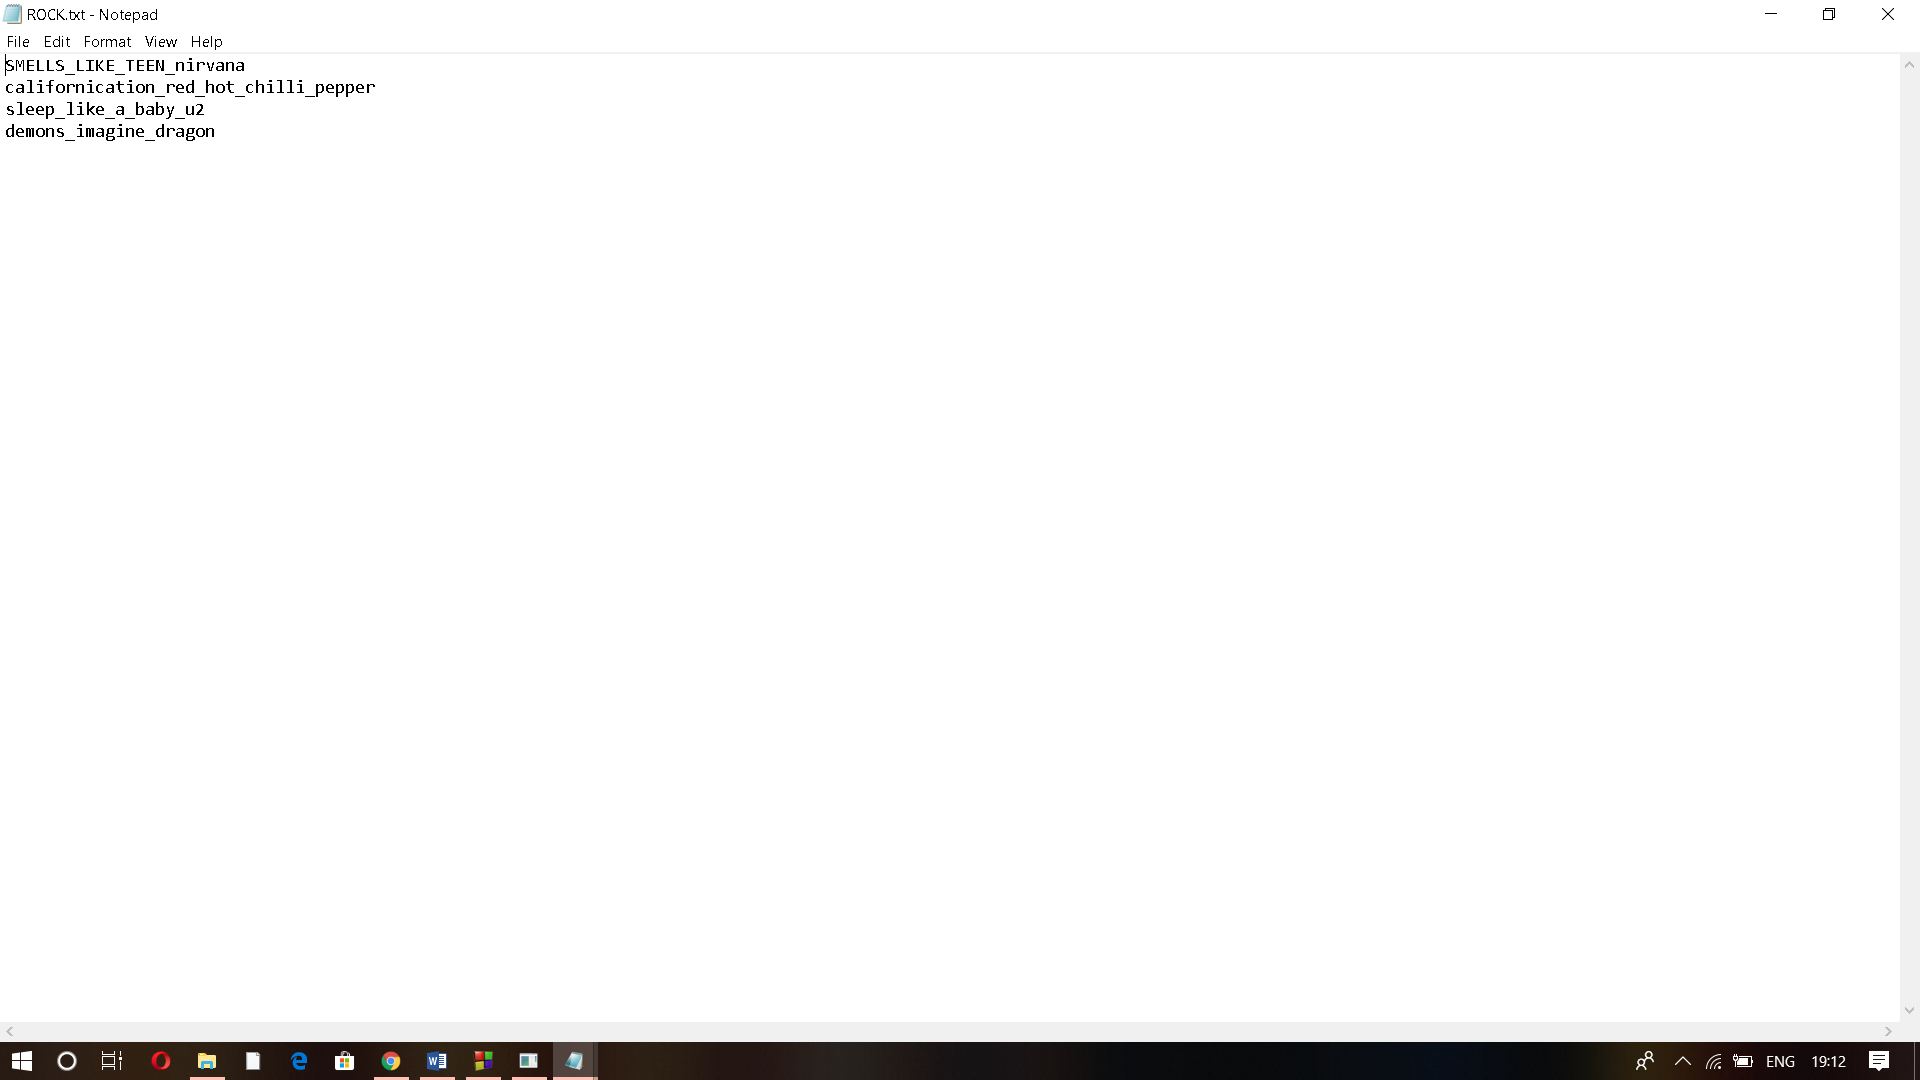 ROCK.txt - Notepad
File Edit Format View Help
SMELLS_LIKE_TEEN_nirvana
californication_red_hot_chilli_pepper
sleep_like_a_baby_u2
demons_imagine_dragon
ENG 19:12